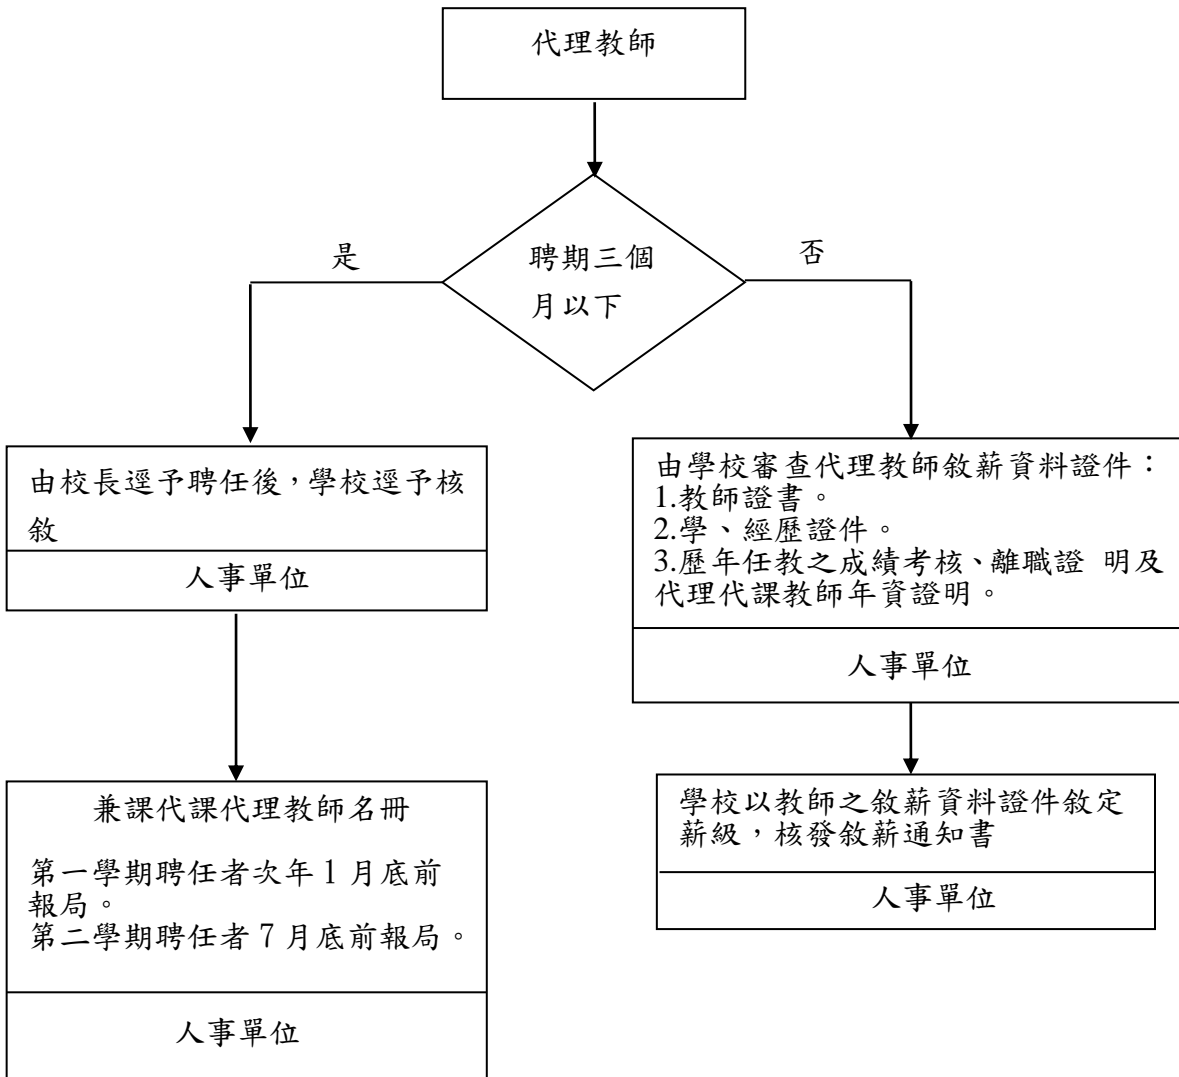 代理教師
聘期三個
月以下
是
否
由校長逕予聘任後，學校逕予核
敘
人事單位
兼課代課代理教師名冊
第一學期聘任者次年 1 月底前
報局。
第二學期聘任者 7 月底前報局。
人事單位
由學校審查代理教師敘薪資料證件：
1.教師證書。
2.學、經歷證件。
3.歷年任教之成績考核、離職證 明及
代理代課教師年資證明。
人事單位
學校以教師之敘薪資料證件敘定
薪級，核發敘薪通知書
人事單位